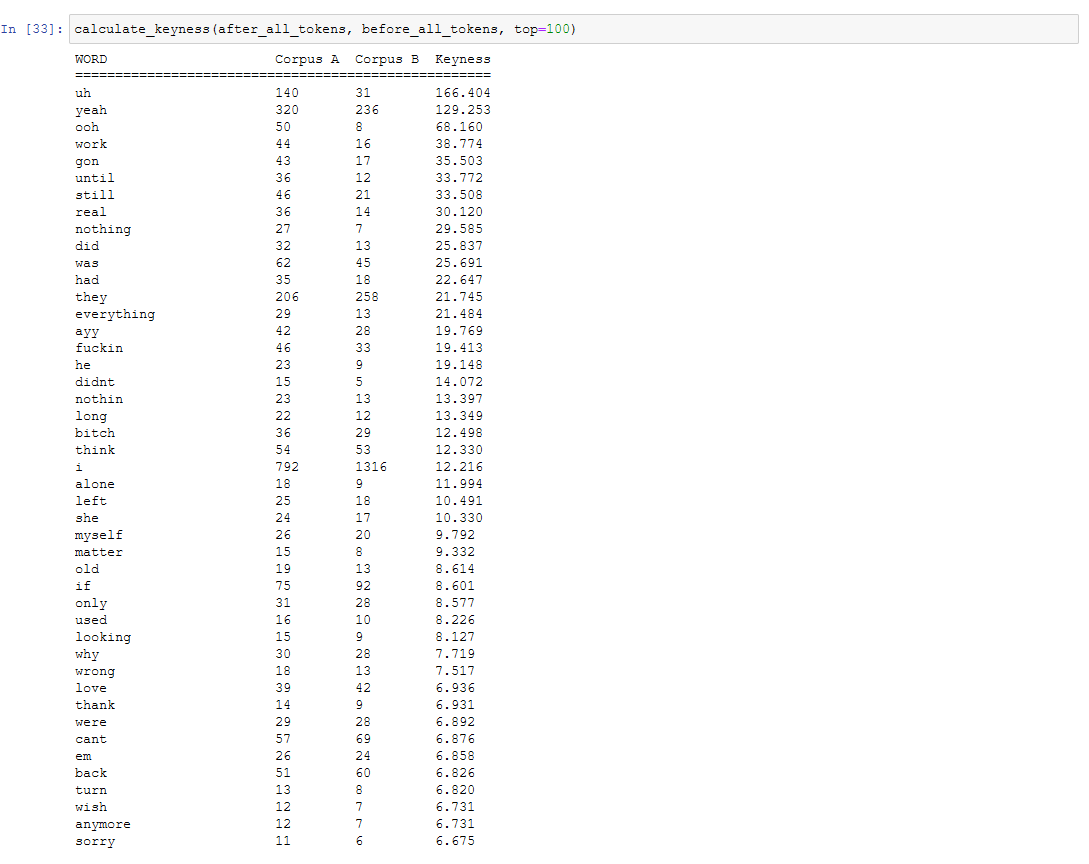 In [33]: calculate_keyness(after_all_tokens, before_all_tokens, top=100)
WORD Corpus A Corpus B Keyness
====================================================
uh 140 31 166.404
yeah 320 236 129.253
ooh 50 8 68.160
work 44 16 38.774
gon 43 17 35.503
until 36 12 33.772
still 46 21 33.508
real 36 14 30.120
nothing 27 7 29.585
did 32 13 25.837
was 62 45 25.691
had 35 18 22.647
they 206 258 21.745
everything 29 13 21.484
ayy 42 28 19.769
fuckin 46 33 19.413
he 23 9 19.148
didnt 15 5 14.072
nothin 23 13 13.397
long 22 12 13.349
bitch 36 29 12.498
think 54 53 12.330
i 792 1316 12.216
alone 18 9 11.994
left 25 18 10.491
she 24 17 10.330
myself 26 20 9.792
matter 15 8 9.332
old 19 13 8.614
if 75 92 8.601
only 31 28 8.577
used 16 10 8.226
looking 15 9 8.127
why 30 28 7.719
wrong 18 13 7.517
love 39 42 6.936
thank 14 9 6.931
were 29 28 6.892
cant 57 69 6.876
em 26 24 6.858
back 51 60 6.826
turn 13 8 6.820
wish 12 7 6.731
anymore 12 7 6.731
sorry 11 6 6.675